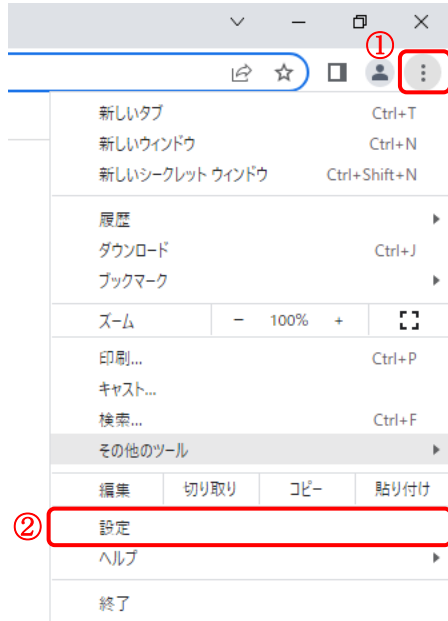 ①
新しいタブ Ctrl+T
新しいウィンドウ Ctrl+N
新しいシークレット ウィンドウ Ctrl+Shift+N
履歴
ダウンロード Ctrl+J
ブックマーク
ズーム − 100% +
印刷... Ctrl+P
キャスト...
検索... Ctrl+F
その他のツール
編集 切り取り コピー 貼り付け
② 設定
ヘルプ
終了